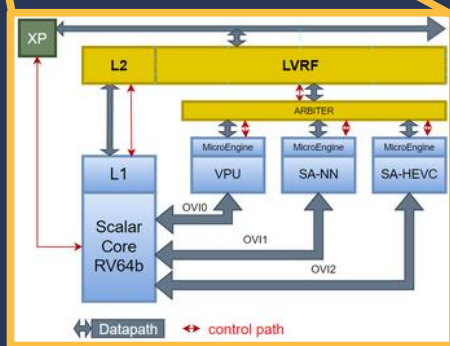 XP
L2
LVRF
ARBITER
MicroEngine
MicroEngine
MicroEngine
L1
VPU
SA-NN
SA-HEVC
OVI0
Scalar
Core
RV64b
OVI1
OVI2
Datapath
control path